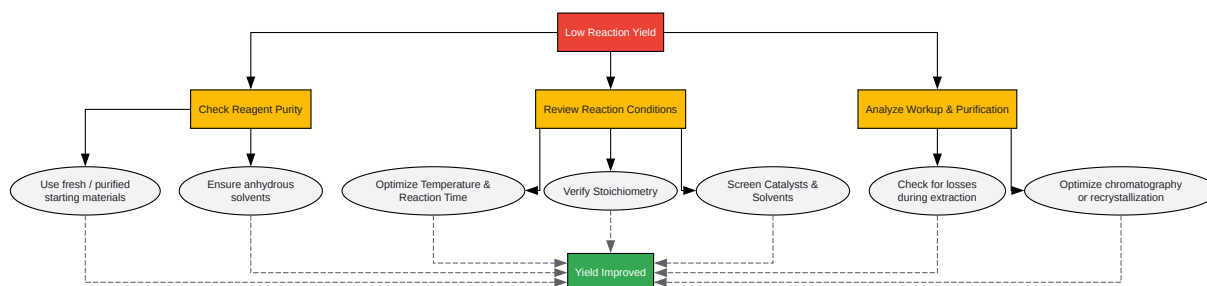 Low Reaction Yield
Check Reagent Purity
Review Reaction Conditions
Analyze Workup & Purification
Use fresh / purified
starting materials
Ensure anhydrous
solvents
Optimize Temperature &
Reaction Time
Verify Stoichiometry
Screen Catalysts &
Solvents
Check for losses
during extraction
Optimize chromatography
or recrystallization
Yield Improved